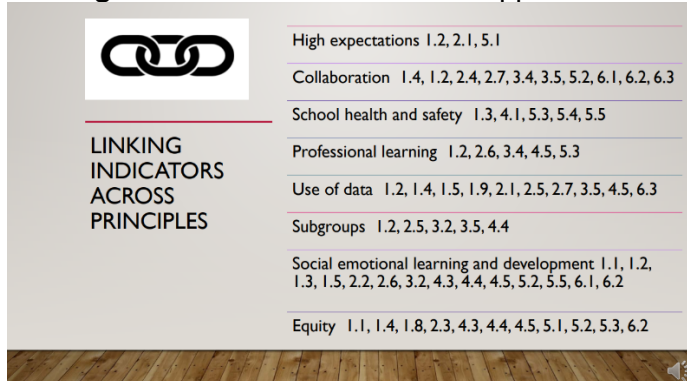 LINKING
INDICATORS
ACROSS
PRINCIPLES
High expectations 1.2, 2.1, 5.1
Collaboration 1.4, 1.2, 2.4, 2.7, 3.4, 3.5, 5.2, 6.1, 6.2, 6.3
School health and safety 1.3, 4.1, 5.3, 5.4, 5.5
Professional learning 1.2, 2.6, 3.4, 4.5, 5.3
Use of data 1.2, 1.4, 1.5, 1.9, 2.1, 2.5, 2.7, 3.5, 4.5, 6.3
Subgroups 1.2, 2.5, 3.2, 3.5, 4.4
Social emotional learning and development 1.1, 1.2,
1.3, 1.5, 2.2, 2.6, 3.2, 4.3, 4.4, 4.5, 5.2, 5.5, 6.1, 6.2
Equity 1.1, 1.4, 1.8, 2.3, 4.3, 4.4, 4.5, 5.1, 5.2, 5.3, 6.2